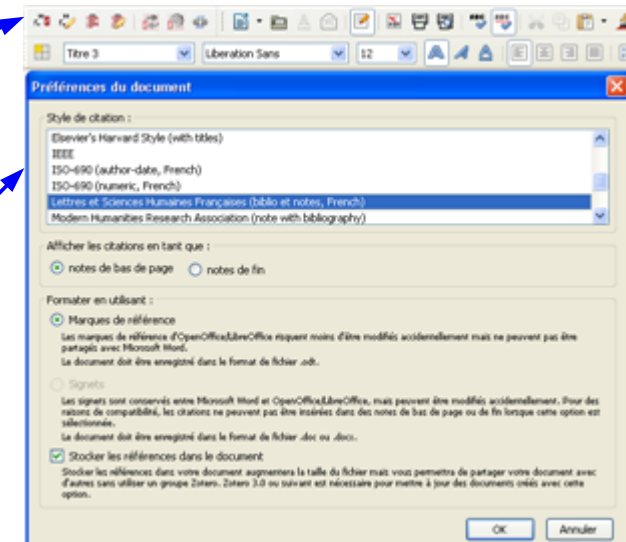 Titre 3 Liberation Sans 12
Préférences du document
Style de citation :
Elsevier's Harvard Style (with titles)
IEEE
ISO-690 (author-date, French)
ISO-690 (numeric, French)
Lettres et Sciences Humaines Françaises (biblio et notes, French)
Modern Humanities Research Association (note with bibliography)
Afficher les citations en tant que :
notes de bas de page notes de fin
Formater en utilisant :
Marques de référence
Les marques de référence d'OpenOffice/LibreOffice risquent moins d'être modifiés accidentellement mais ne peuvent pas être
partagés avec Microsoft Word.
Le document doit être enregistré dans le format de fichier .odt.
Signets
Les signets sont conservés entre Microsoft Word et OpenOffice/LibreOffice, mais peuvent être modifiés accidentellement. Pour des
raisons de compatibilité, les citations ne peuvent pas être insérées dans des notes de bas de page ou de fin lorsque cette option est
sélectionnée.
Le document doit être enregistré dans le format de fichier .doc ou .docx.
Stocker les références dans le document
Stocker les références dans votre document augmentera la taille du fichier mais vous permettra de partager votre document avec
d'autres sans utiliser un groupe Zotero. Zotero 3.0 ou suivant est nécessaire pour mettre à jour des documents créés avec cette
option.
OK Annuler